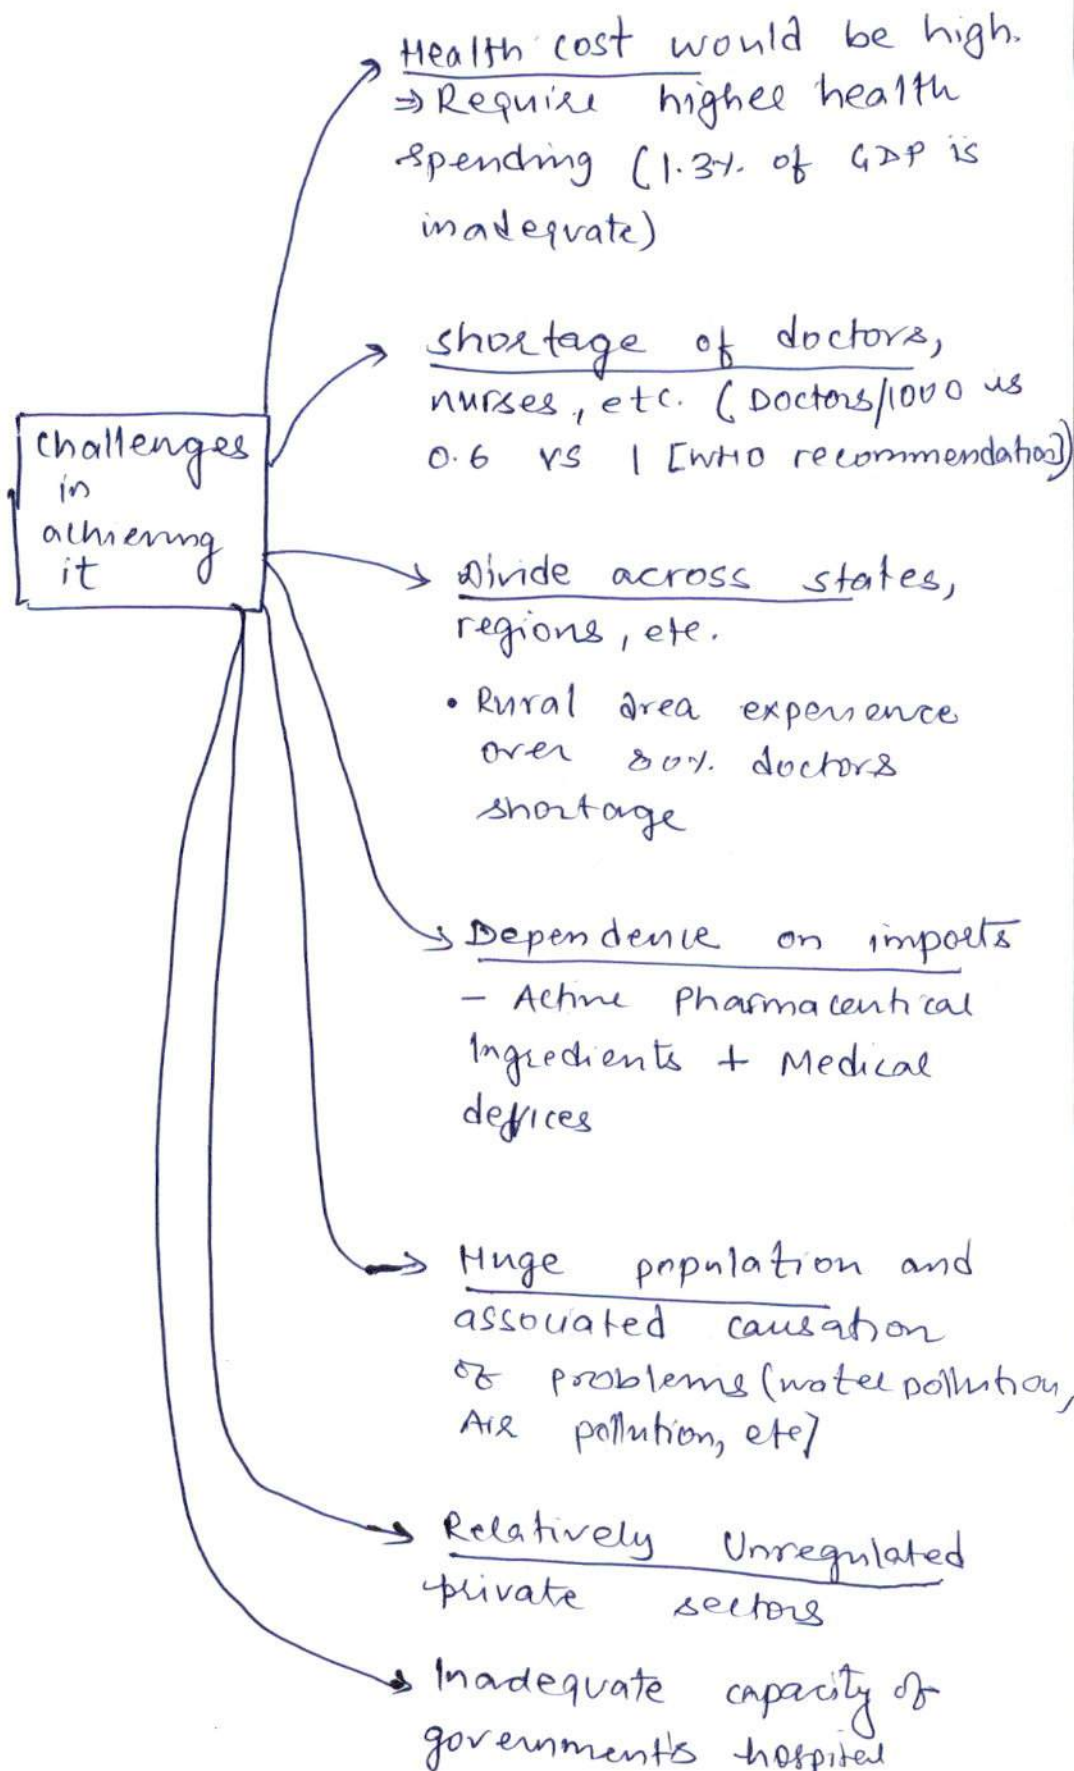 Health cost would be high.
⇒ Require higher health
spending (1.3% of GDP is
inadequate)
shortage of doctors,
nurses, etc. (Doctors/1000 is
0.6 vs 1 [WHO recommendation])
Challenges
in
achieving
it
Divide across states,
regions, etc.
• Rural area experience
over 80% doctors
shortage
Dependence on imports
- Active Pharmaceutical
Ingredients + Medical
devices
Huge population and
associated causation
of problems (water pollution,
Air pollution, etc)
Relatively Unregulated
private sectors
Inadequate capacity of
government's hospital